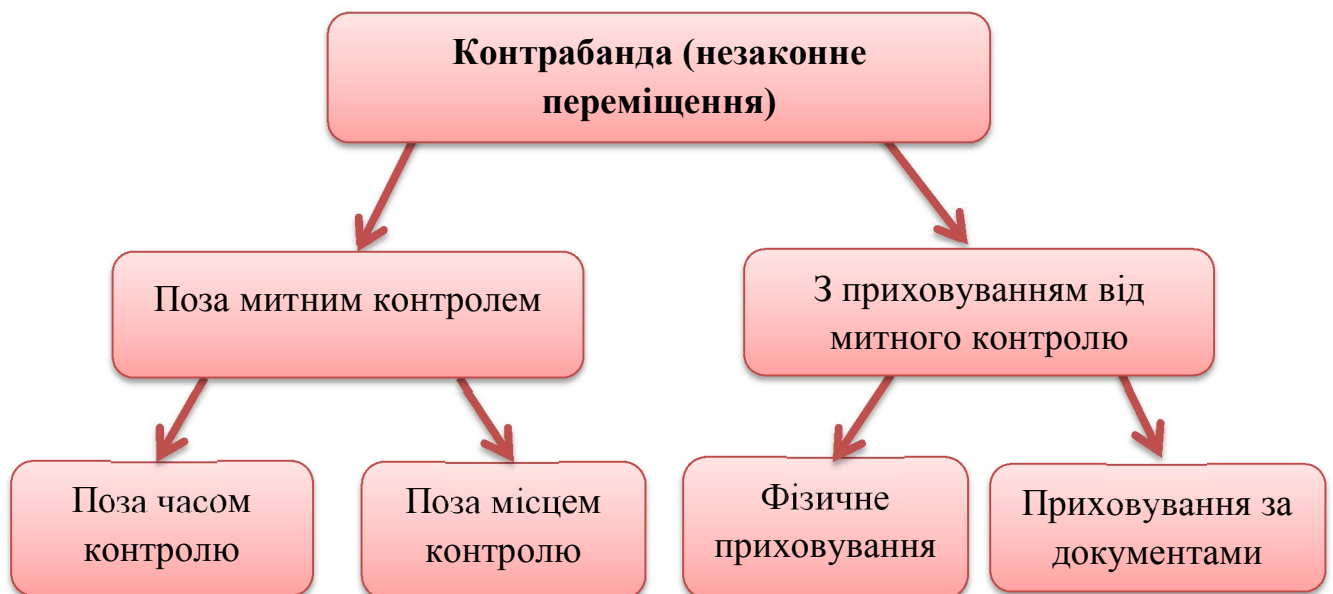 Контрабанда (незаконне
переміщення)
Поза митним контролем
З приховуванням від
митного контролю
Поза часом
контролю
Поза місцем
контролю
Фізичне
приховування
Приховування за
документами